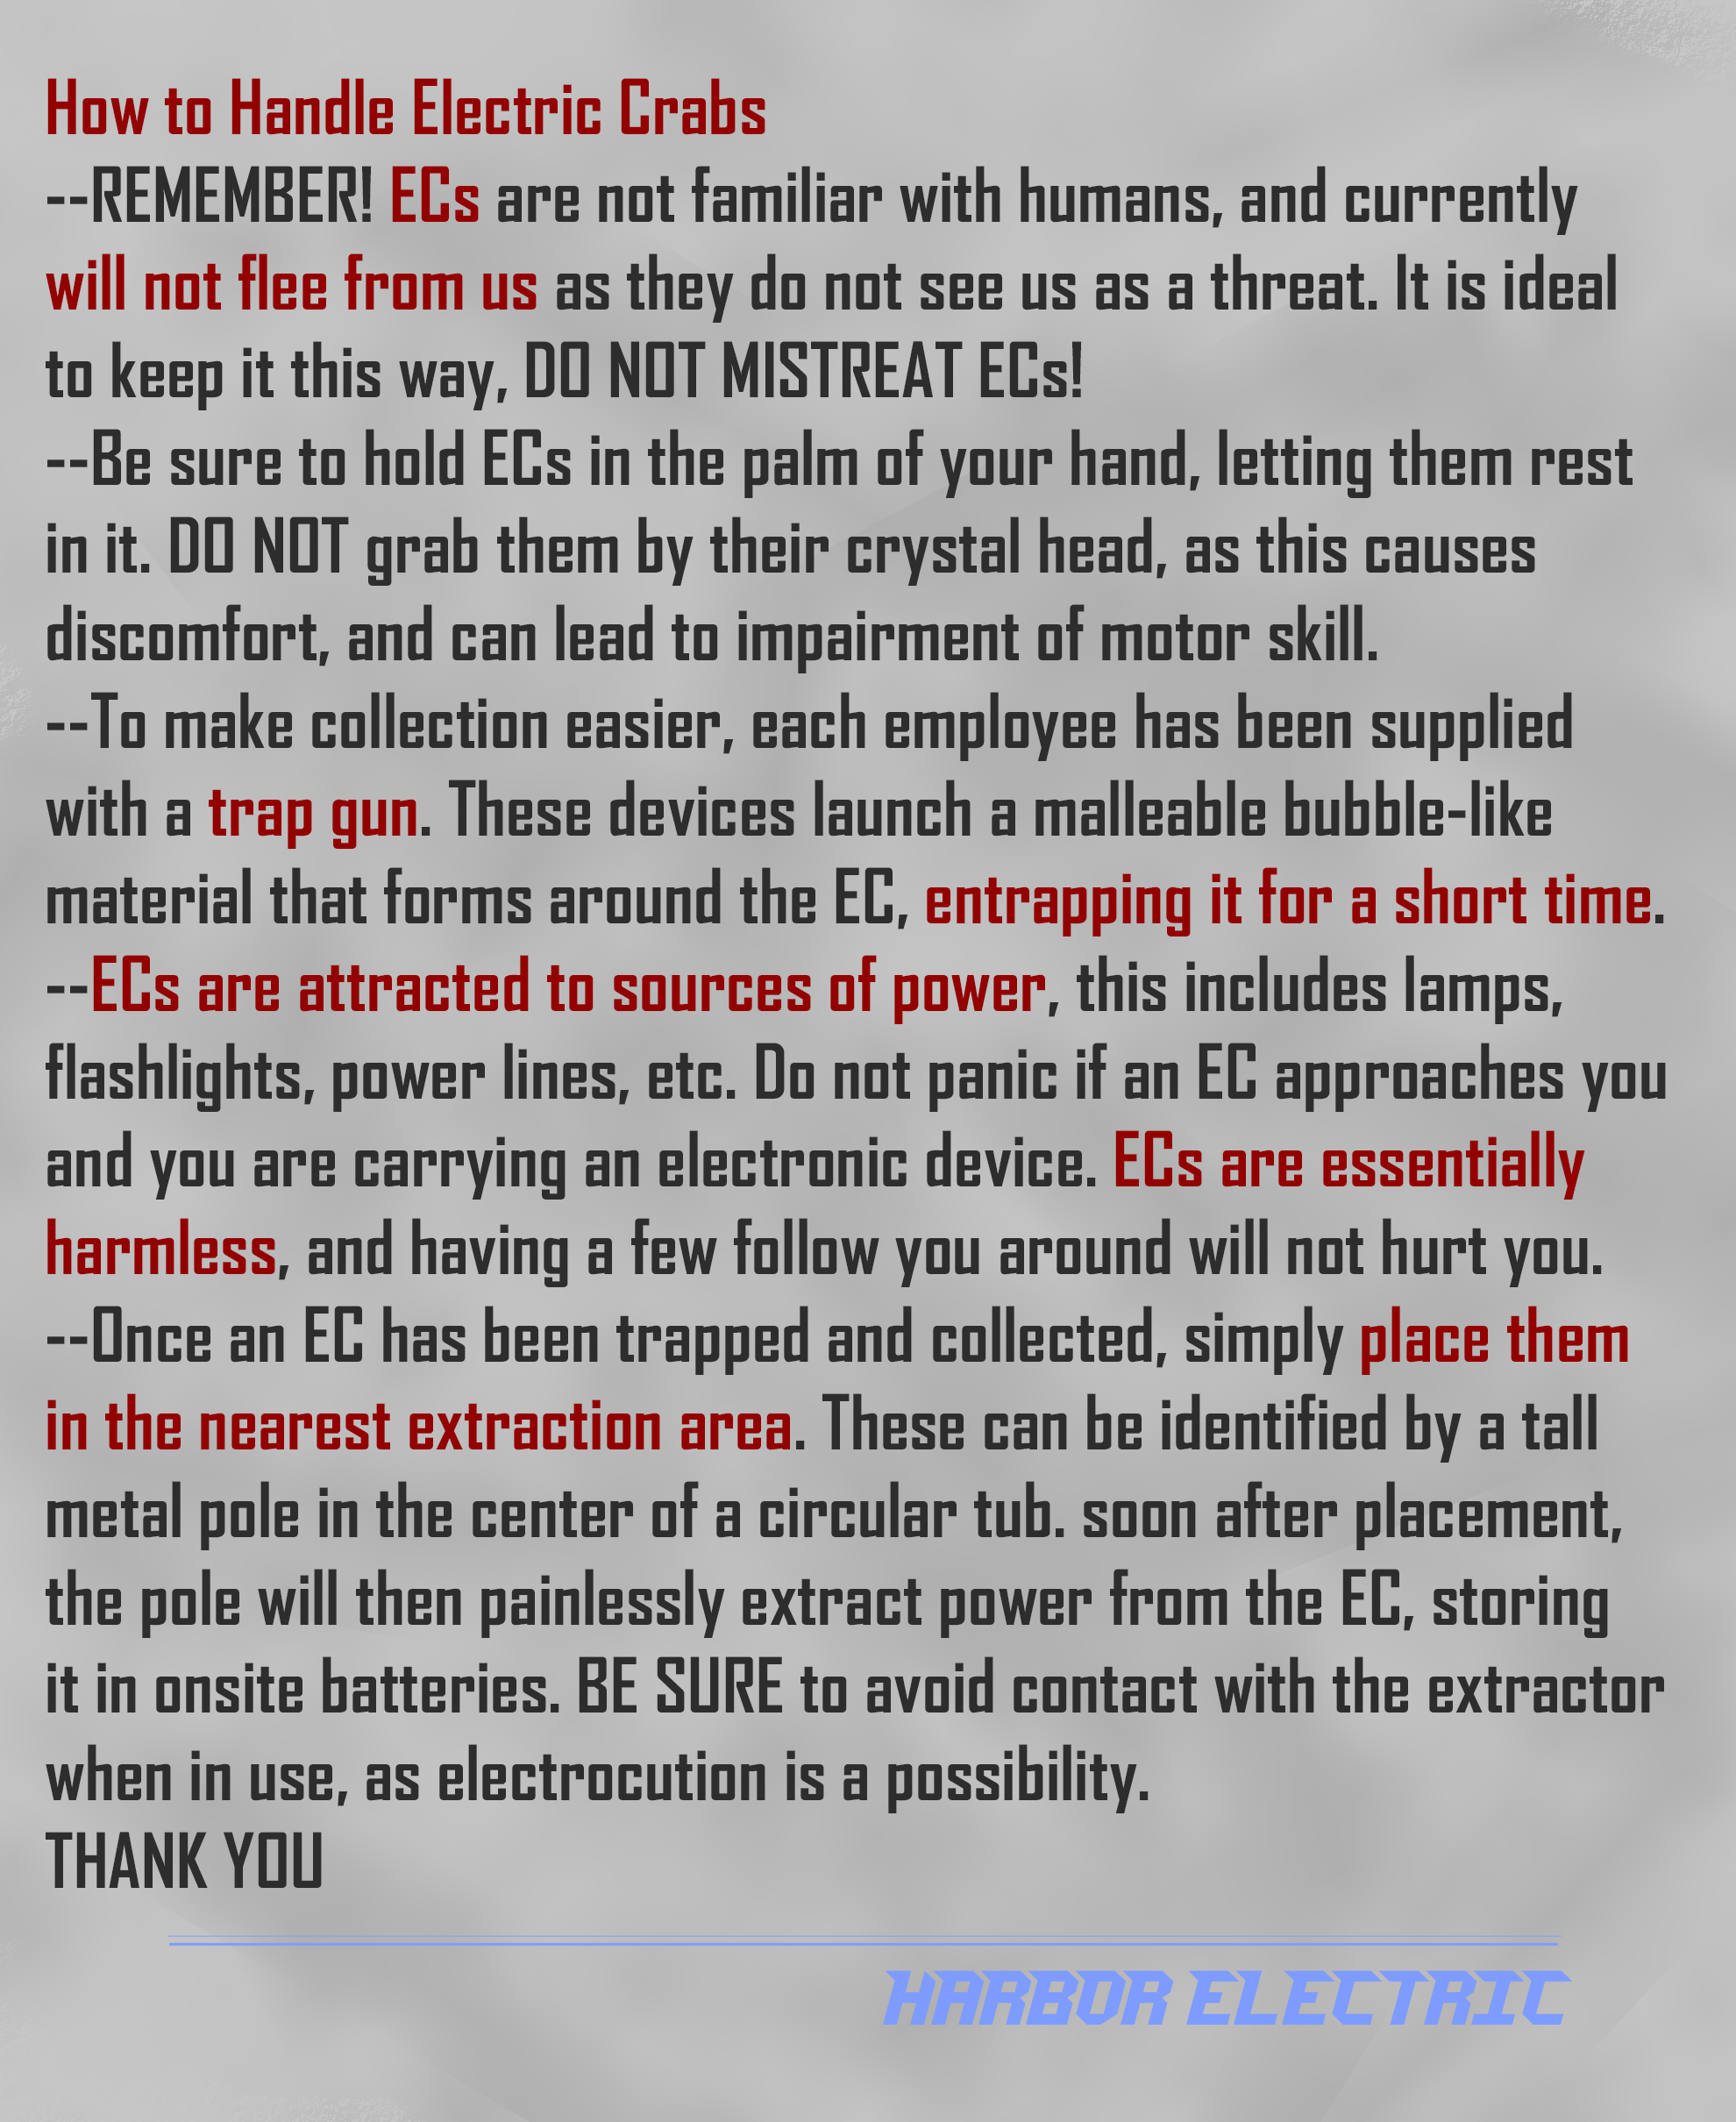 How to Handle Electric Crabs
--REMEMBER! ECs are not familiar with humans, and currently
will not flee from us as they do not see us as a threat. It is ideal
to keep it this way, DO NOT MISTREAT ECs!
--Be sure to hold ECs in the palm of your hand, letting them rest
in it. DO NOT grab them by their crystal head, as this causes
discomfort, and can lead to impairment of motor skill.
--To make collection easier, each employee has been supplied
with a trap gun. These devices launch a malleable bubble-like
material that forms around the EC, entrapping it for a short time.
--ECs are attracted to sources of power, this includes lamps,
flashlights, power lines, etc. Do not panic if an EC approaches you
and you are carrying an electronic device. ECs are essentially
harmless, and having a few follow you around will not hurt you.
--Once an EC has been trapped and collected, simply place them
in the nearest extraction area. These can be identified by a tall
metal pole in the center of a circular tub. soon after placement,
the pole will then painlessly extract power from the EC, storing
it in onsite batteries. BE SURE to avoid contact with the extractor
when in use, as electrocution is a possibility.
THANK YOU
HARBOR ELECTRIC